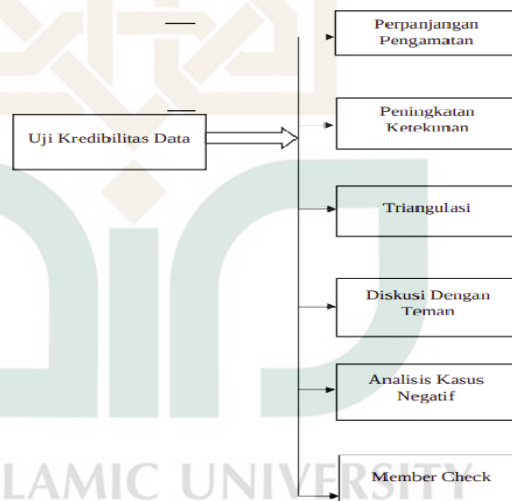 Perpanjangan
Pengamatan
Peningkatan
Ketekunan
Uji Kredibilitas Data
Triangulasi
Diskusi Dengan
Teman
Analisis Kasus
Negatif
Member Check
LAMIC UNIVERSITY